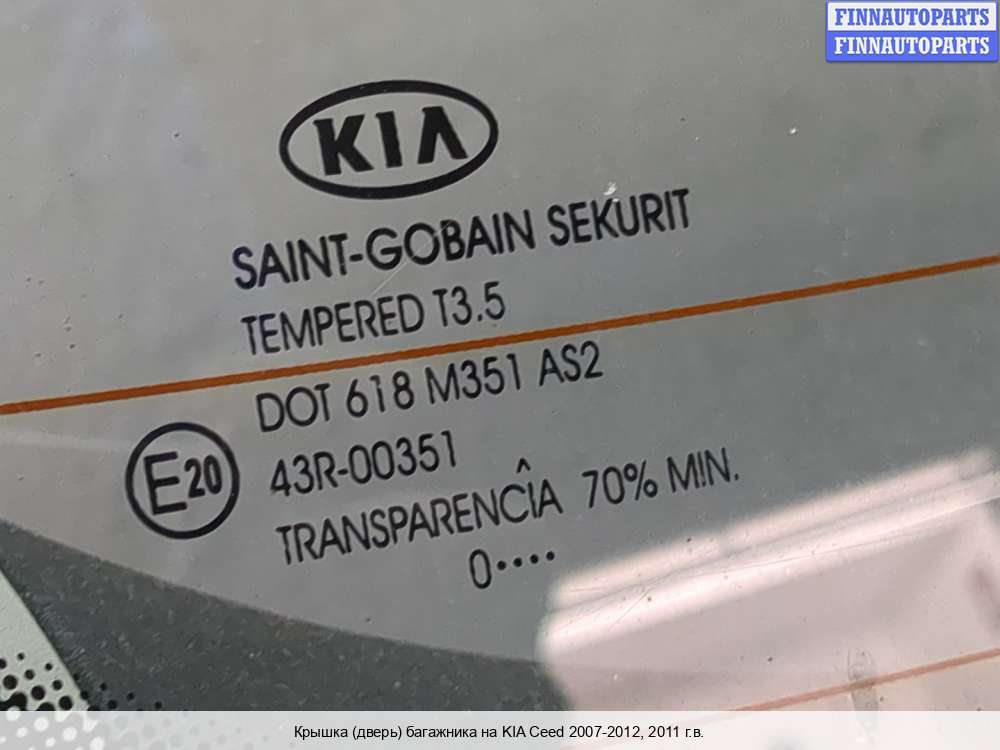 FINNAUTOPARTS
FINNAUTOPARTS
KIA
SAINT-GOBAIN SEKURIT
TEMPERED T3.5
DOT 618 M351 AS2
E20
43R-00351
TRANSPARENCÎA 70% MIN.
0••••
Крышка (дверь) багажника на KIA Ceed 2007-2012, 2011 г.в.